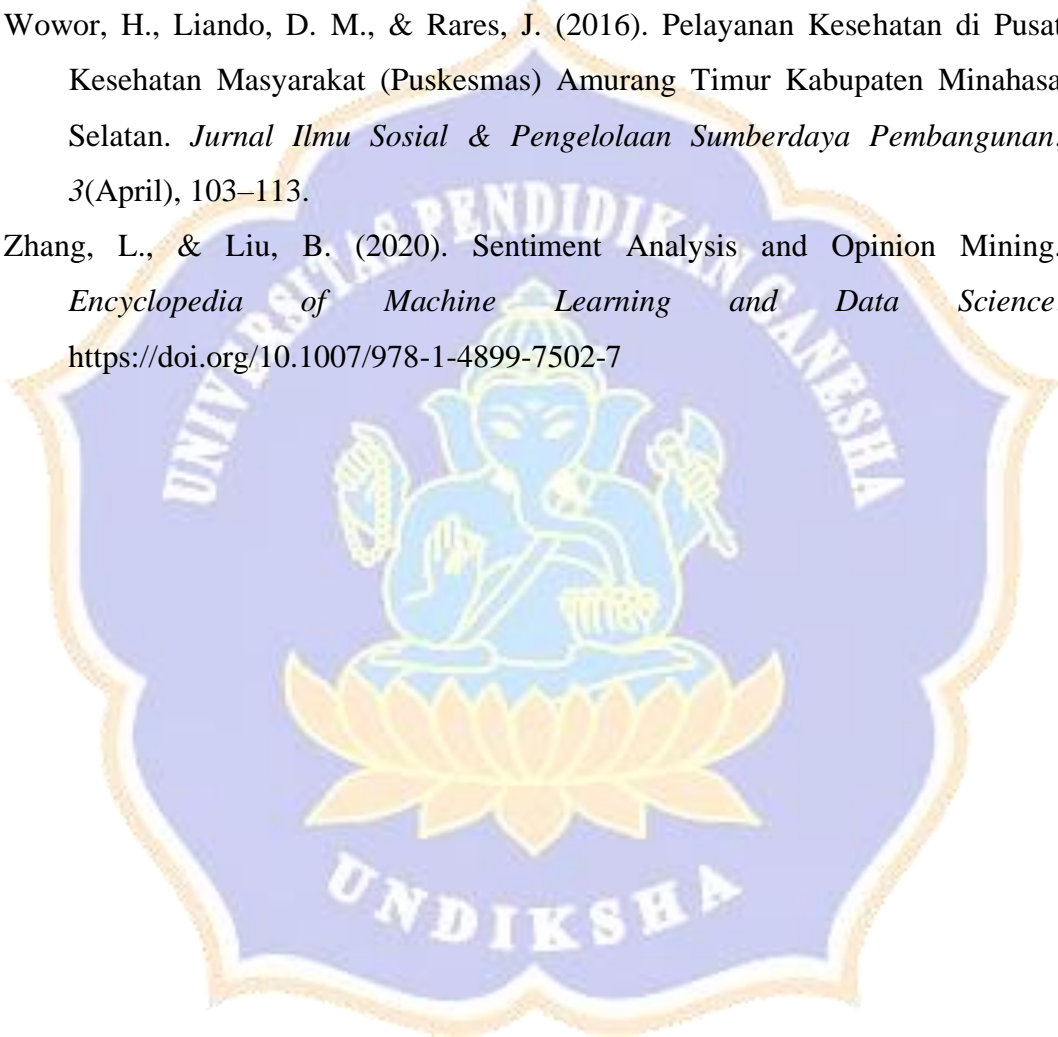 Wowor, H., Liando, D. M., & Rares, J. (2016). Pelayanan Kesehatan di Pusat
Kesehatan Masyarakat (Puskesmas) Amurang Timur Kabupaten Minahasa
Selatan. Jurnal Ilmu Sosial & Pengelolaan Sumberdaya Pembangunan,
3(April), 103–113.
Zhang, L., & Liu, B. (2020). Sentiment Analysis and Opinion Mining.
Encyclopedia of Machine Learning and Data Science.
https://doi.org/10.1007/978-1-4899-7502-7
UNIVERSITAS PENDIDIKAN GANESHA
UNDIKSHA